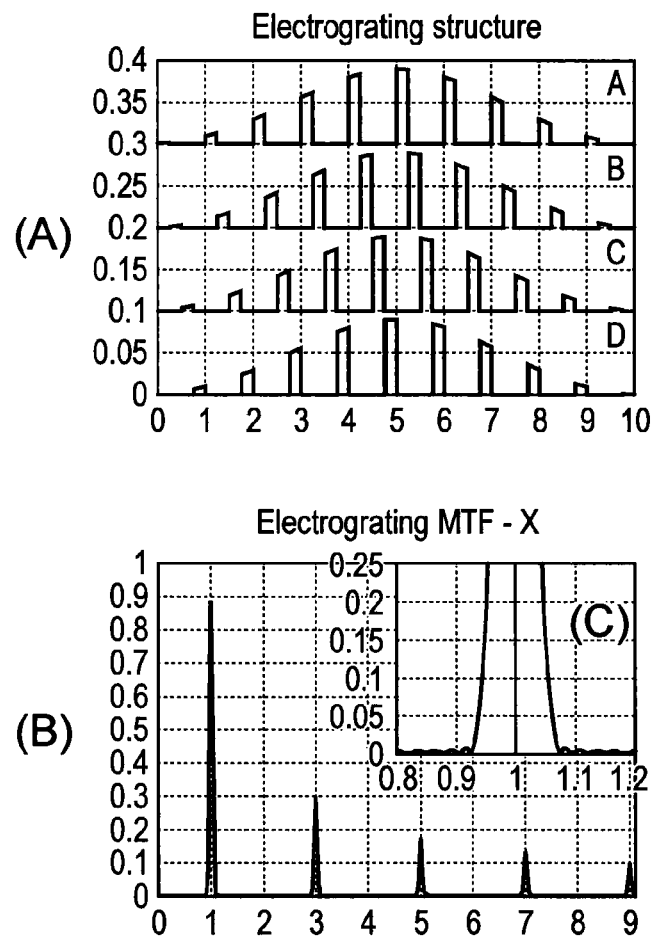 Electrograting structure
(A)
0.4
0.35
0.3
0.25
0.2
0.15
0.1
0.05
0
A
B
C
D
0 1 2 3 4 5 6 7 8 9 10
Electrograting MTF - X
(B)
1
0.9
0.8
0.7
0.6
0.5
0.4
0.3
0.2
0.1
0
0 1 2 3 4 5 6 7 8 9
(C)
0.25
0.2
0.15
0.1
0.05
0
0.8 0.9 1 1.1 1.2